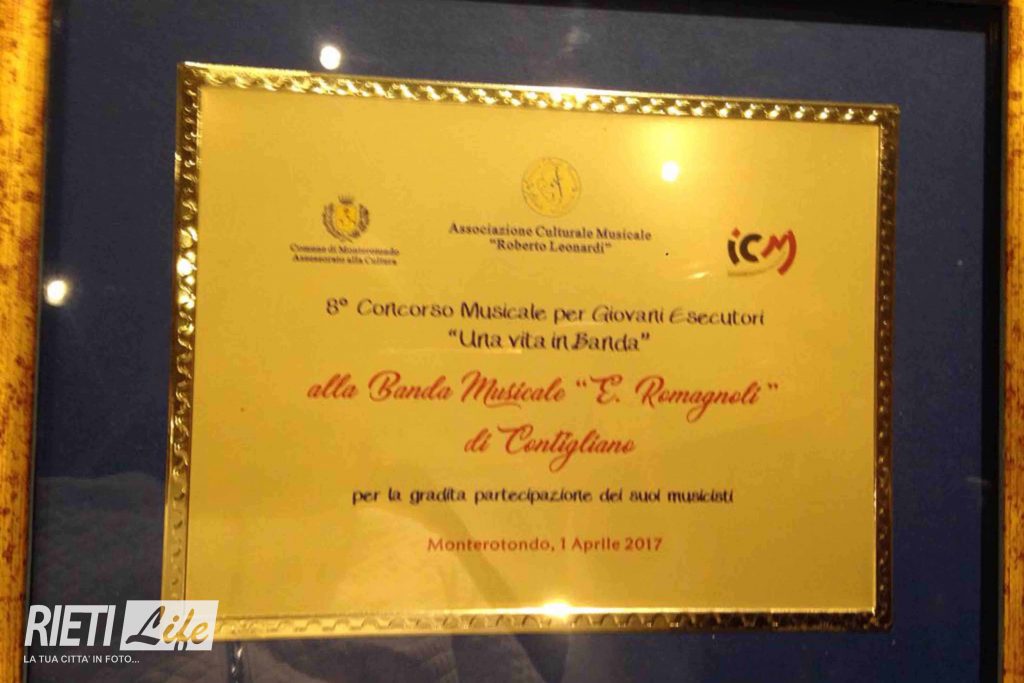 Associazione Culturale Musicale
"Roberto Leonardi"
Comune di Monterotondo
Assessorato alla Cultura
iCM
8° Concorso Musicale per Giovani Esecutori
"Una vita in Banda"
alla Banda Musicale "E. Romagnoli"
di Contigliano
per la gradita partecipazione dei suoi musicisti
Monterotondo, 1 Aprile 2017
RIETI Life
LA TUA CITTA' IN FOTO...